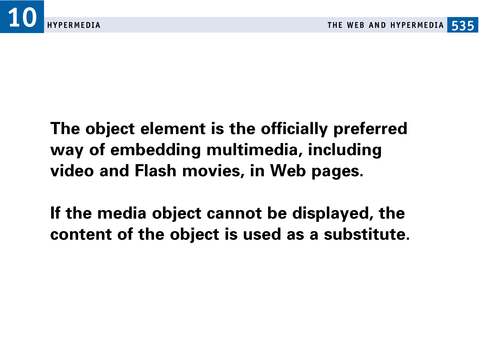 10
HYPERMEDIA
THE WEB AND HYPERMEDIA
535
The object element is the officially preferred
way of embedding multimedia, including
video and Flash movies, in Web pages.
If the media object cannot be displayed, the
content of the object is used as a substitute.